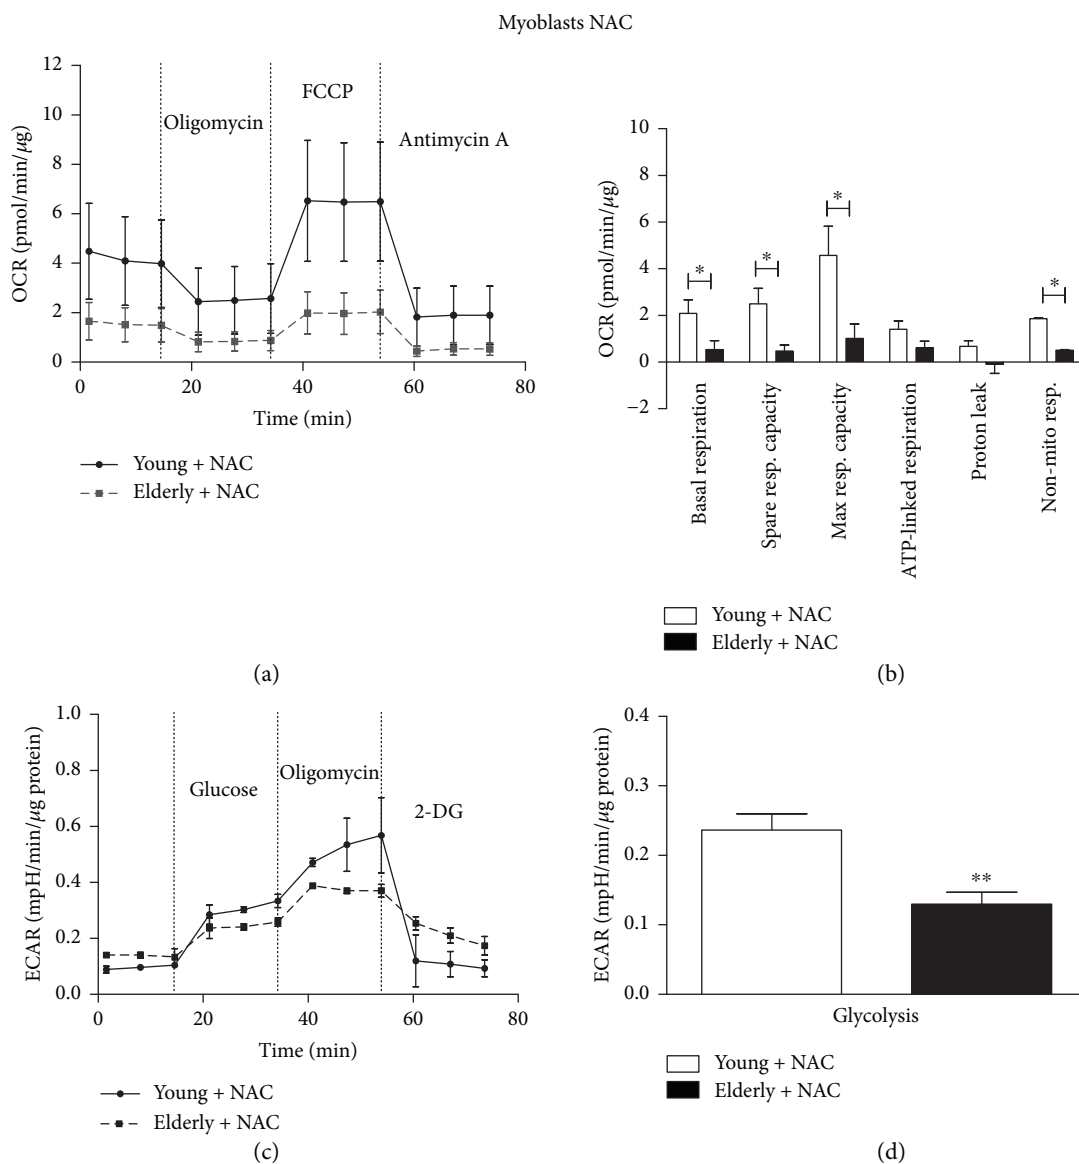 Myoblasts NAC
12
10
8
6
4
2
0
OCR (pmol/min/μg)
Oligomycin
FCCP
Antimycin A
0
20
40
60
80
Time (min)
Young + NAC
Elderly + NAC
(a)
10
8
6
4
2
0
−2
OCR (pmol/min/μg)
*
*
*
*
Basal respiration
Spare resp. capacity
Max resp. capacity
ATP-linked respiration
Proton leak
Non-mito resp.
Young + NAC
Elderly + NAC
(b)
1.0
0.8
0.6
0.4
0.2
0.0
ECAR (mpH/min/μg protein)
Glucose
Oligomycin
2-DG
0
20
40
60
80
Time (min)
Young + NAC
Elderly + NAC
(c)
0.4
0.3
0.2
0.1
0.0
ECAR (mpH/min/μg protein)
**
Glycolysis
Young + NAC
Elderly + NAC
(d)